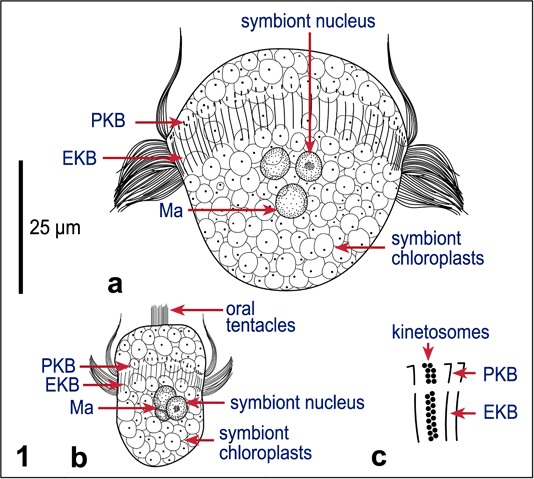 symbiont nucleus
PKB
EKB
Ma
symbiont
chloroplasts
25 µm
a
oral
tentacles
PKB
EKB
Ma
symbiont nucleus
symbiont
chloroplasts
kinetosomes
PKB
EKB
1
b
c